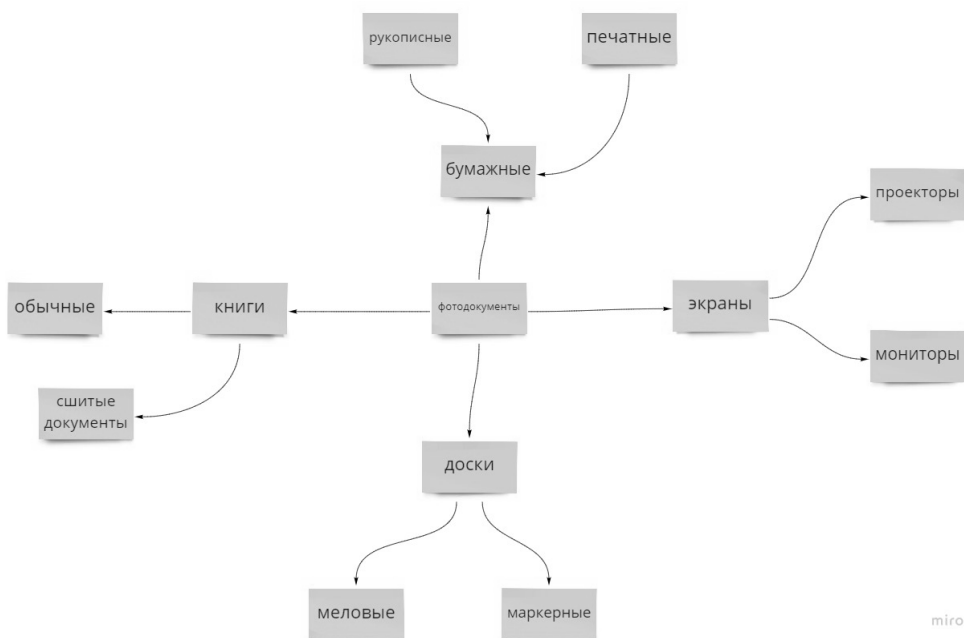 рукописные
печатные
бумажные
проекторы
обычные
книги
фотодокументы
экраны
мониторы
сшитые
документы
доски
меловые
маркерные
miro